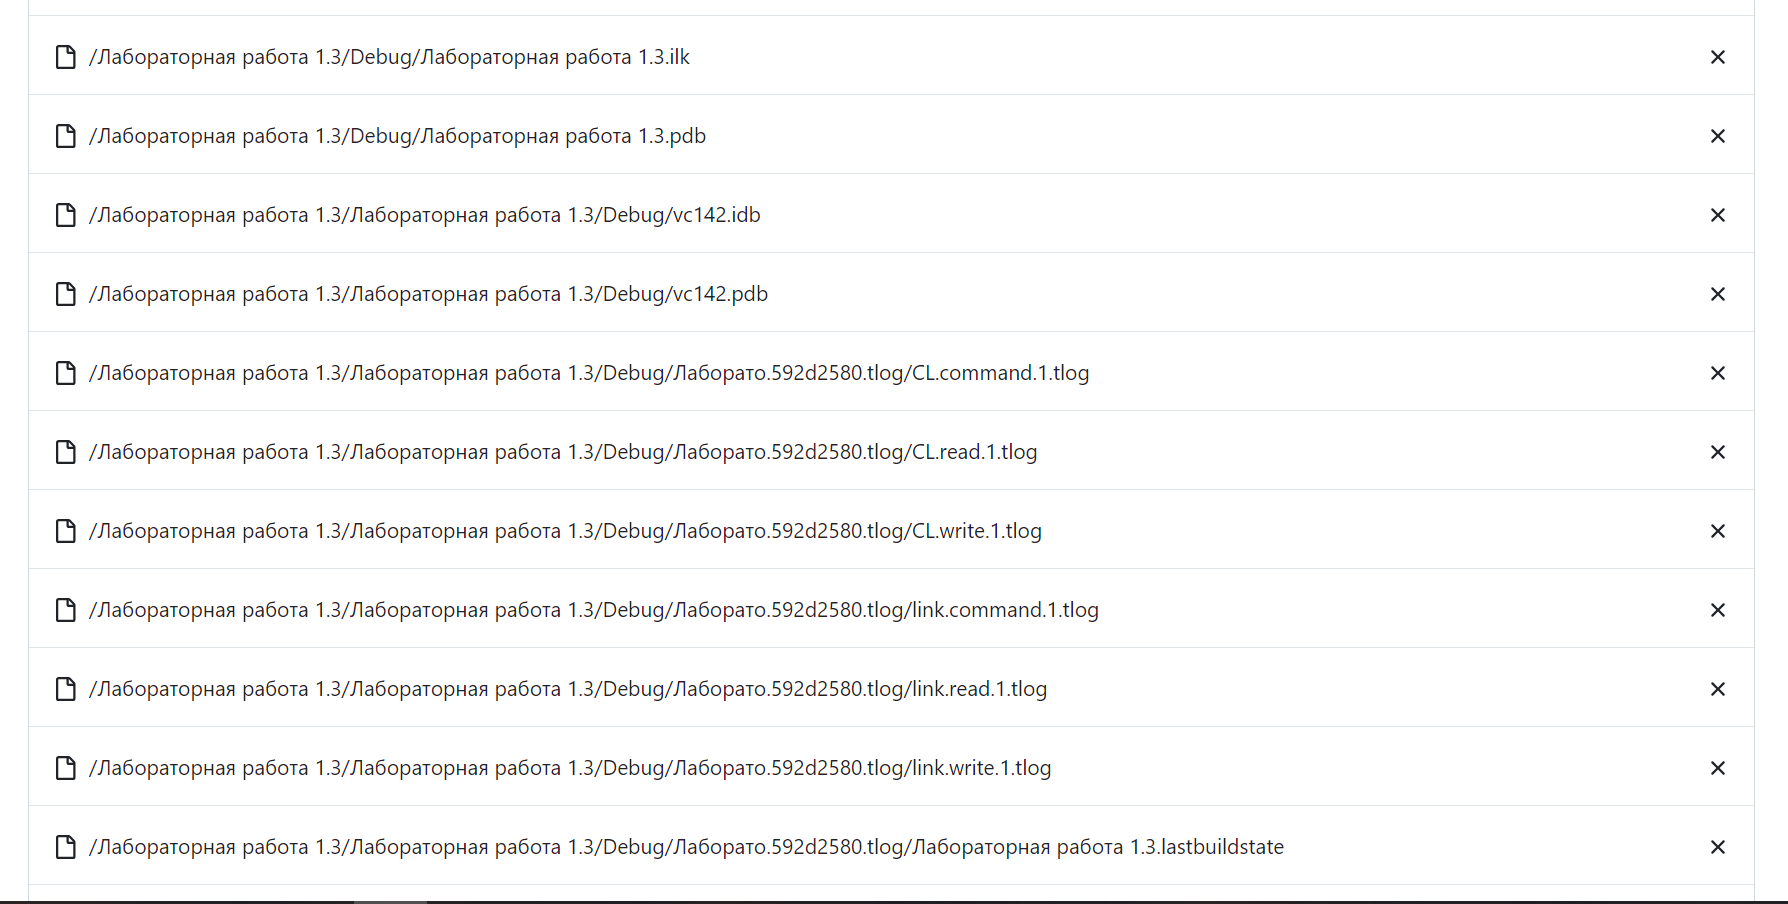 /Лабораторная работа 1.3/Debug/Лабораторная работа 1.3.ilk
/Лабораторная работа 1.3/Debug/Лабораторная работа 1.3.pdb
/Лабораторная работа 1.3/Лабораторная работа 1.3/Debug/vc142.idb
/Лабораторная работа 1.3/Лабораторная работа 1.3/Debug/vc142.pdb
/Лабораторная работа 1.3/Лабораторная работа 1.3/Debug/Лаборато.592d2580.tlog/CL.command.1.tlog
/Лабораторная работа 1.3/Лабораторная работа 1.3/Debug/Лаборато.592d2580.tlog/CL.read.1.tlog
/Лабораторная работа 1.3/Лабораторная работа 1.3/Debug/Лаборато.592d2580.tlog/CL.write.1.tlog
/Лабораторная работа 1.3/Лабораторная работа 1.3/Debug/Лаборато.592d2580.tlog/link.command.1.tlog
/Лабораторная работа 1.3/Лабораторная работа 1.3/Debug/Лаборато.592d2580.tlog/link.read.1.tlog
/Лабораторная работа 1.3/Лабораторная работа 1.3/Debug/Лаборато.592d2580.tlog/link.write.1.tlog
/Лабораторная работа 1.3/Лабораторная работа 1.3/Debug/Лаборато.592d2580.tlog/Лабораторная работа 1.3.lastbuildstate